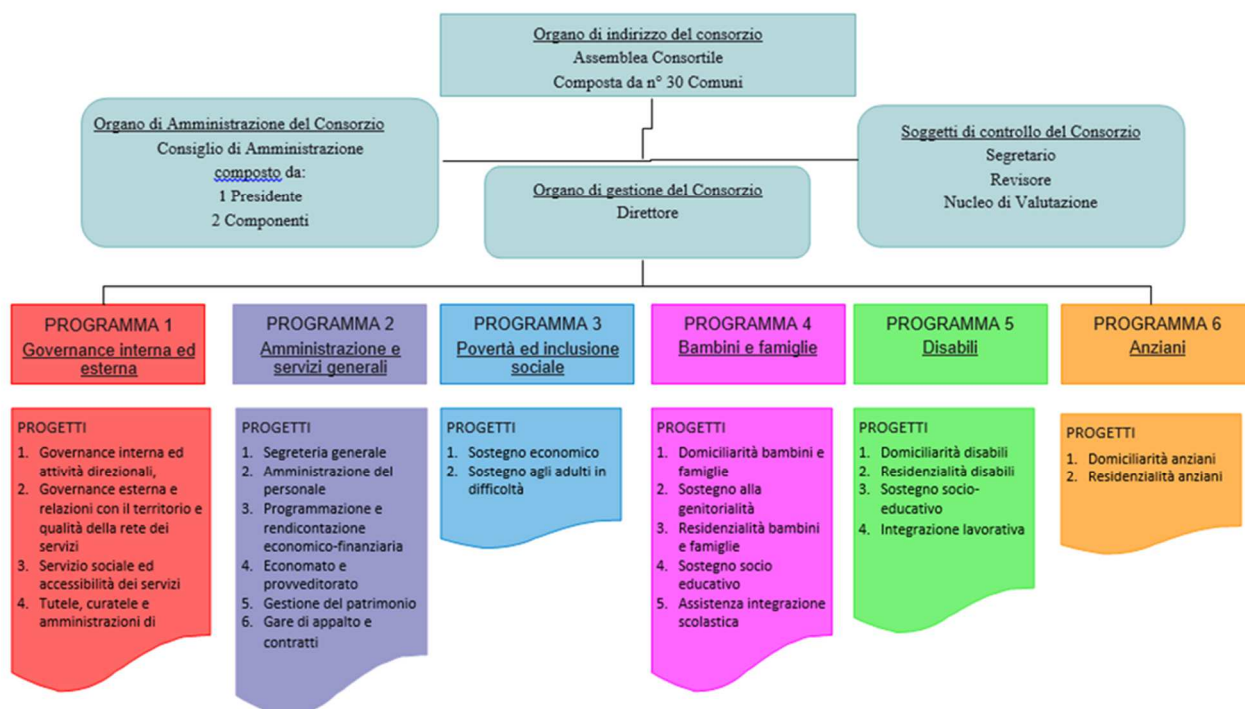 Organo di indirizzo del consorzio
Assemblea Consortile
Composta da n° 30 Comuni
Organo di Amministrazione del Consorzio
Consiglio di Amministrazione
composto da:
1 Presidente
2 Componenti
Soggetti di controllo del Consorzio
Segretario
Revisore
Nucleo di Valutazione
Organo di gestione del Consorzio
Direttore
PROGRAMMA 1
Governance interna ed
esterna
PROGRAMMA 2
Amministrazione e
servizi generali
PROGRAMMA 3
Povertà ed inclusione
sociale
PROGRAMMA 4
Bambini e famiglie
PROGRAMMA 5
Disabili
PROGRAMMA 6
Anziani
PROGETTI
1. Governance interna ed
attività direzionali,
2. Governance esterna e
relazioni con il territorio e
qualità della rete dei
servizi
3. Servizio sociale ed
accessibilità dei servizi
4. Tutele, curatele e
amministrazioni di
PROGETTI
1. Segreteria generale
2. Amministrazione del
personale
3. Programmazione e
rendicontazione
economico-finanziaria
4. Economato e
provveditorato
5. Gestione del patrimonio
6. Gare di appalto e
contratti
PROGETTI
1. Sostegno economico
2. Sostegno agli adulti in
difficoltà
PROGETTI
1. Domiciliarità bambini e
famiglie
2. Sostegno alla
genitorialità
3. Residenzialità bambini
e famiglie
4. Sostegno socio
educativo
5. Assistenza integrazione
scolastica
PROGETTI
1. Domiciliarità disabili
2. Residenzialità disabili
3. Sostegno socio-
educativo
4. Integrazione lavorativa
PROGETTI
1. Domiciliarità anziani
2. Residenzialità anziani